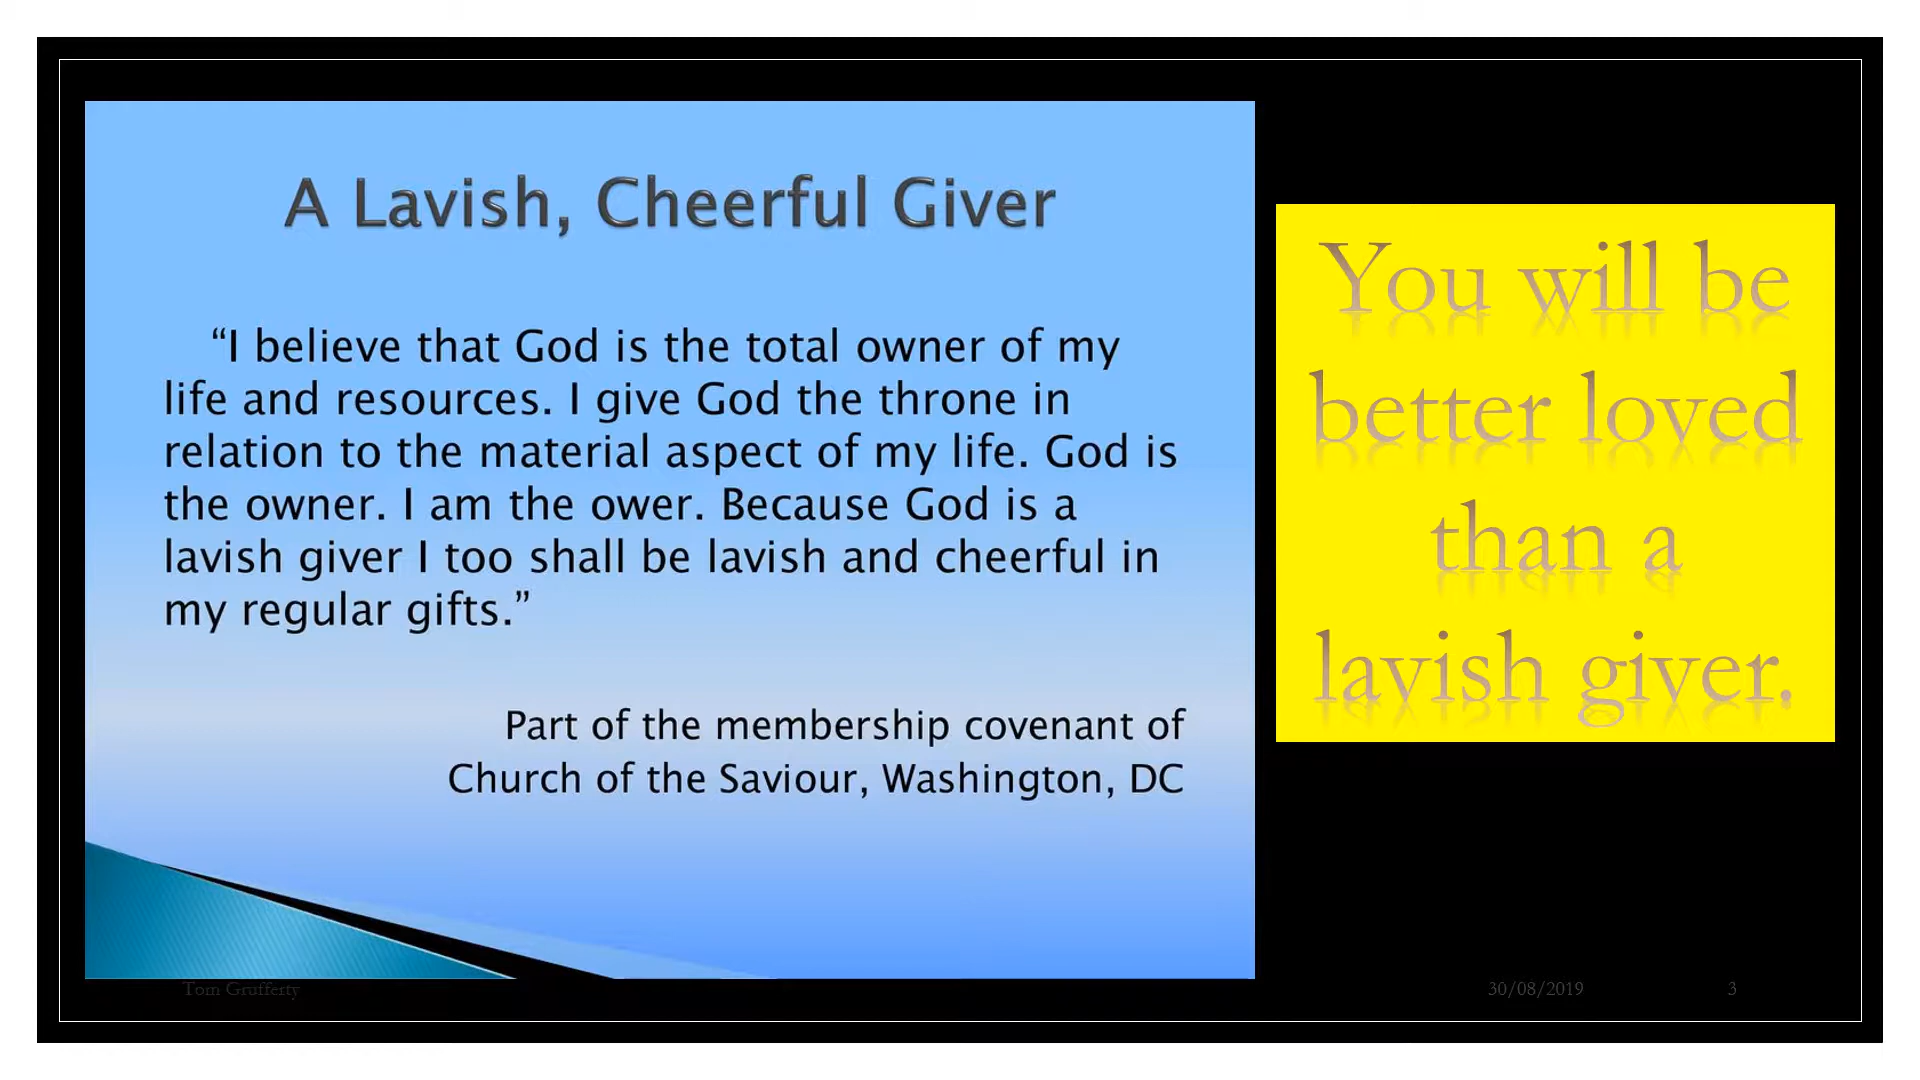 A Lavish, Cheerful Giver
“I believe that God is the total owner of my
life and resources. I give God the throne in
relation to the material aspect of my life. God is
the owner. I am the ower. Because God is a
lavish giver I too shall be lavish and cheerful in
my regular gifts.”
Part of the membership covenant of
Church of the Saviour, Washington, DC
You will be
better loved
than a
lavish giver.
Tom Grufferty
30/08/2019
3